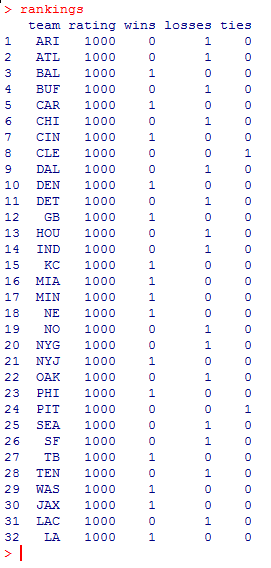 > rankings
team rating wins losses ties
1 ARI 1000 0 1 0
2 ATL 1000 0 1 0
3 BAL 1000 1 0 0
4 BUF 1000 0 1 0
5 CAR 1000 1 0 0
6 CHI 1000 0 1 0
7 CIN 1000 1 0 0
8 CLE 1000 0 0 1
9 DAL 1000 0 1 0
10 DEN 1000 1 0 0
11 DET 1000 0 1 0
12 GB 1000 1 0 0
13 HOU 1000 0 1 0
14 IND 1000 0 1 0
15 KC 1000 1 0 0
16 MIA 1000 1 0 0
17 MIN 1000 1 0 0
18 NE 1000 1 0 0
19 NO 1000 0 1 0
20 NYG 1000 0 1 0
21 NYJ 1000 1 0 0
22 OAK 1000 0 1 0
23 PHI 1000 1 0 0
24 PIT 1000 0 0 1
25 SEA 1000 0 1 0
26 SF 1000 0 1 0
27 TB 1000 1 0 0
28 TEN 1000 0 1 0
29 WAS 1000 1 0 0
30 JAX 1000 1 0 0
31 LAC 1000 0 1 0
32 LA 1000 1 0 0
>